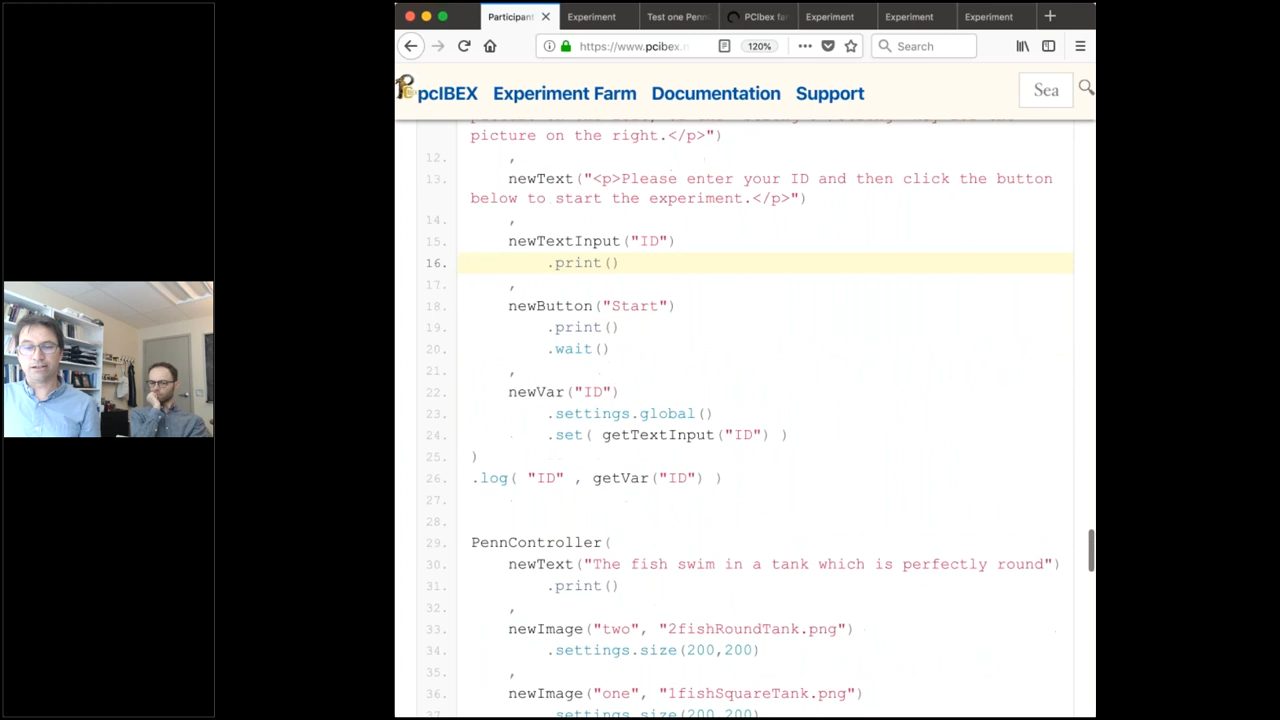 Participant
Experiment
Test one Penn
PCIbex far
Experiment
Experiment
Experiment
https://www.pcibex.n
120%
Search
pcIBEX
Experiment Farm
Documentation
Support
Sea
picture on the right.</p>")
12. ,
13. newText("<p>Please enter your ID and then click the button
below to start the experiment.</p>")
14. ,
15. newTextInput("ID")
16. .print()
17. ,
18. newButton("Start")
19. .print()
20. .wait()
21. ,
22. newVar("ID")
23. .settings.global()
24. .set( getTextInput("ID") )
25. )
26. .log( "ID" , getVar("ID") )
27.
28.
29. PennController(
30. newText("The fish swim in a tank which is perfectly round")
31. .print()
32. ,
33. newImage("two", "2fishRoundTank.png")
34. .settings.size(200,200)
35. ,
36. newImage("one", "1fishSquareTank.png")
.settings.size(200,200)